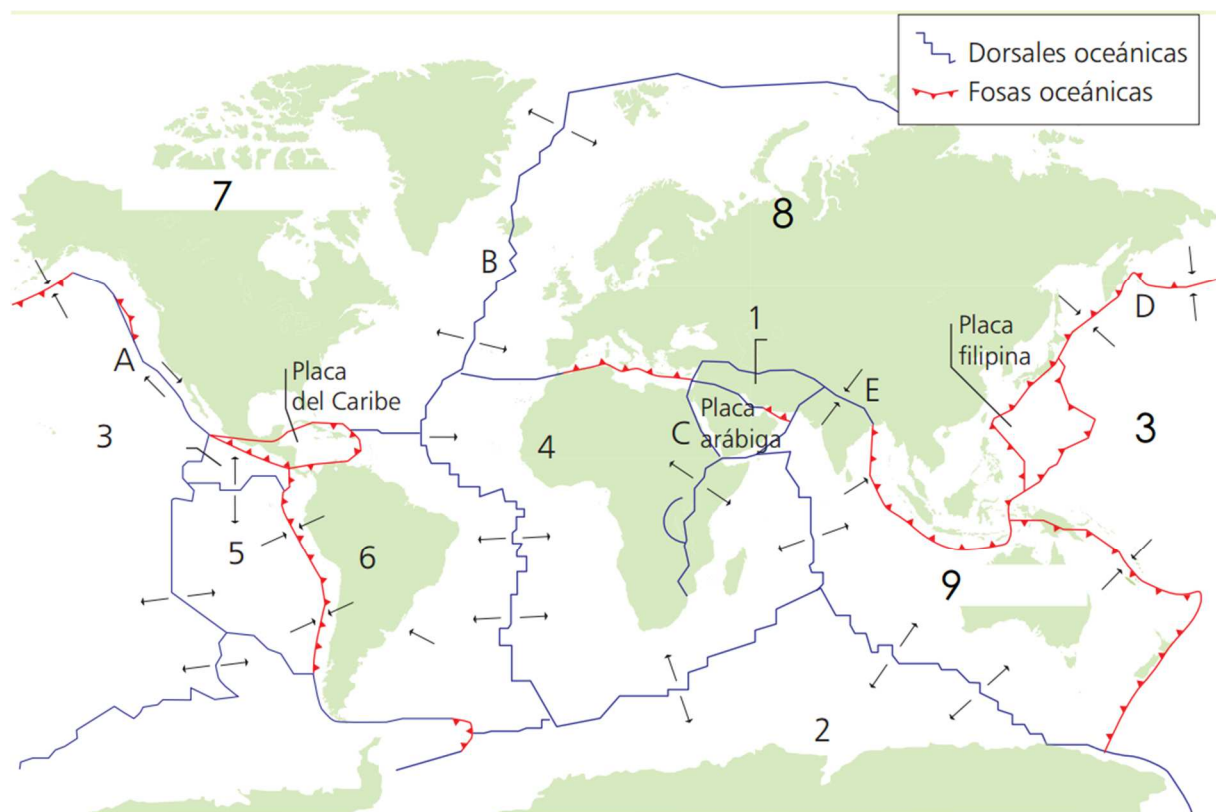 Dorsales oceánicas
Fosas oceánicas
7
8
B
1
Placa
filipina
D
A
Placa
del Caribe
E
3
4
C
Placa
arábiga
3
5
6
9
2